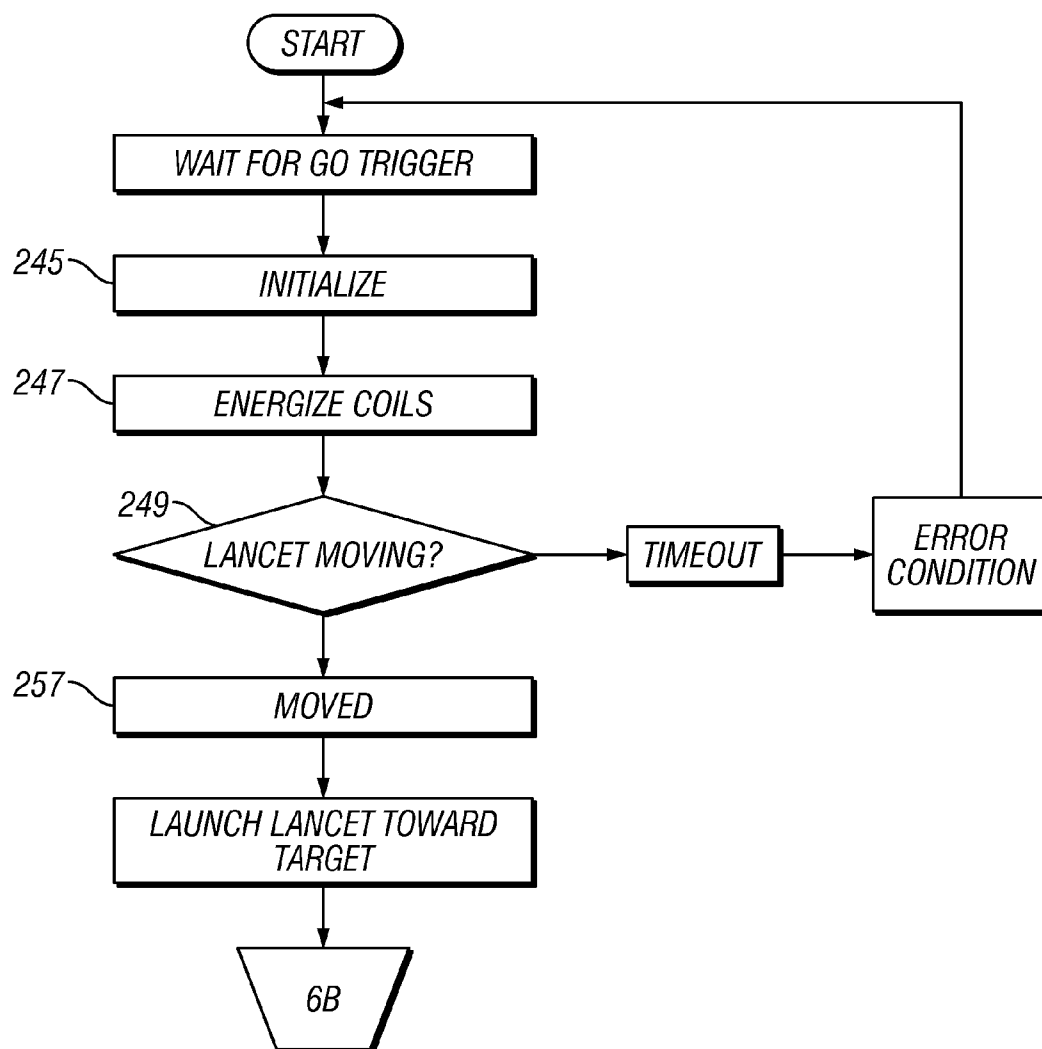 START
WAIT FOR GO TRIGGER
245
INITIALIZE
247
ENERGIZE COILS
249
LANCET MOVING?
TIMEOUT
ERROR
CONDITION
257
MOVED
LAUNCH LANCET TOWARD
TARGET
6B